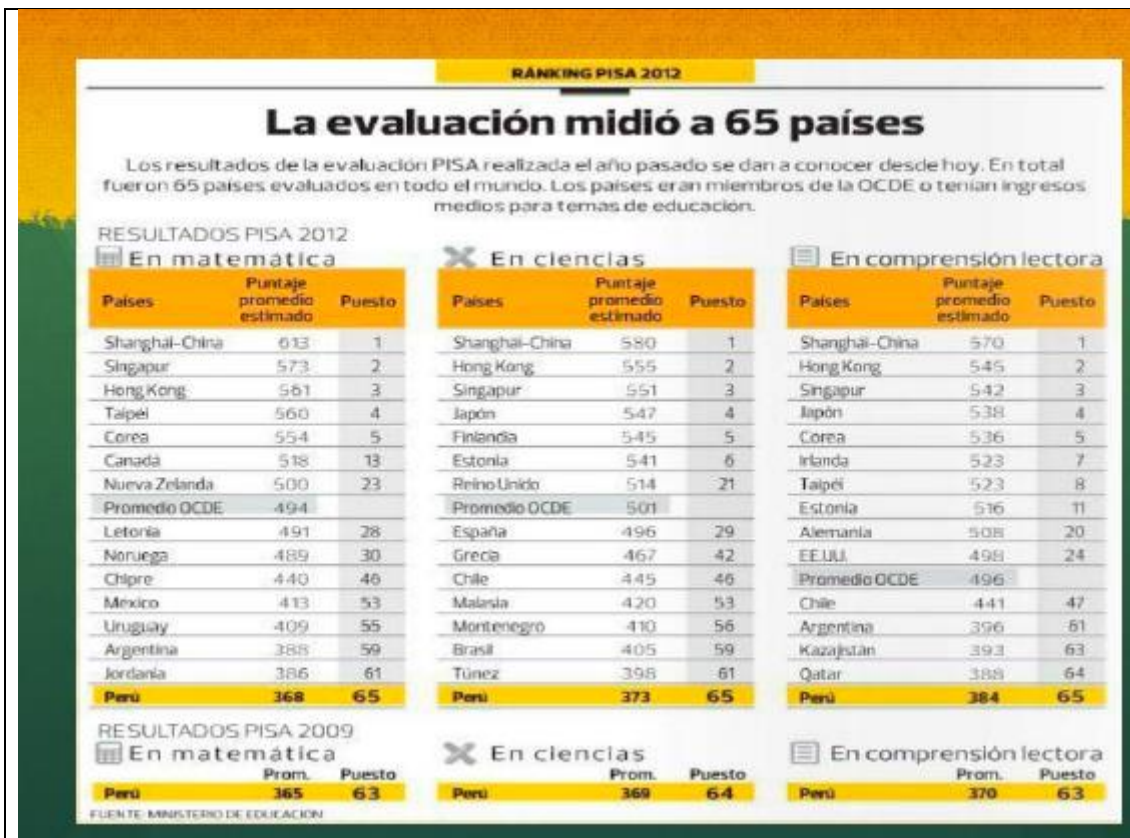 RÁNKING PISA 2012
La evaluación midió a 65 países
Los resultados de la evaluación PISA realizada el año pasado se dan a conocer desde hoy. En total
fueron 65 países evaluados en todo el mundo. Los países eran miembros de la OCDE o tenían ingresos
medios para temas de educación.
RESULTADOS PISA 2012
En matemática
Países Puntaje promedio estimado Puesto
Shanghái-China 613 1
Singapur 573 2
Hong Kong 561 3
Taipéi 560 4
Corea 554 5
Canadá 518 13
Nueva Zelanda 500 23
Promedio OCDE 494
Letonia 491 28
Noruega 489 30
Chipre 440 46
México 413 53
Uruguay 409 55
Argentina 388 59
Jordania 386 61
Perú 368 65
En ciencias
Países Puntaje promedio estimado Puesto
Shanghái-China 580 1
Hong Kong 555 2
Singapur 551 3
Japón 547 4
Finlandia 545 5
Estonia 541 6
Reino Unido 514 21
Promedio OCDE 501
España 496 29
Grecia 467 42
Chile 445 46
Malasia 420 53
Montenegro 410 56
Brasil 405 59
Túnez 398 61
Perú 373 65
En comprensión lectora
Países Puntaje promedio estimado Puesto
Shanghái-China 570 1
Hong Kong 545 2
Singapur 542 3
Japón 538 4
Corea 536 5
Irlanda 523 7
Taipéi 523 8
Estonia 516 11
Alemania 508 20
EE.UU. 498 24
Promedio OCDE 496
Chile 441 47
Argentina 396 61
Kazajistán 393 63
Qatar 388 64
Perú 384 65
RESULTADOS PISA 2009
En matemática
Prom. Puesto
Perú 365 63
En ciencias
Prom. Puesto
Perú 369 64
En comprensión lectora
Prom. Puesto
Perú 370 63
FUENTE: MINISTERIO DE EDUCACIÓN